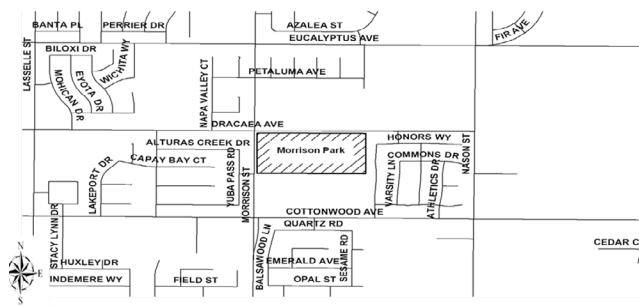 BANTA PL
PERRIER DR
AZALEA ST
EUCALYPTUS AVE
FIR AVE
LASSELLE ST
BILOXI DR
WICHITA WY
EYOTA DR
MOHICAN DR
NAPA VALLEY CT
PETALUMA AVE
DRACAEA AVE
ALTURAS CREEK DR
CAPAY BAY CT
LAKEPORT DR
YUBA PASS RD
MORRISON ST
Morrison Park
HONORS WY
COMMONS DR
VARSITY LN
ATHLETICS DR
NASON ST
COTTONWOOD AVE
STACY LYNN DR
BALSAWOOD LN
QUARTZ RD
SESAME RD
CEDAR C
N
E
S
HUXLEY DR
INDEMERE WY
FIELD ST
EMERALD AVE
OPAL ST